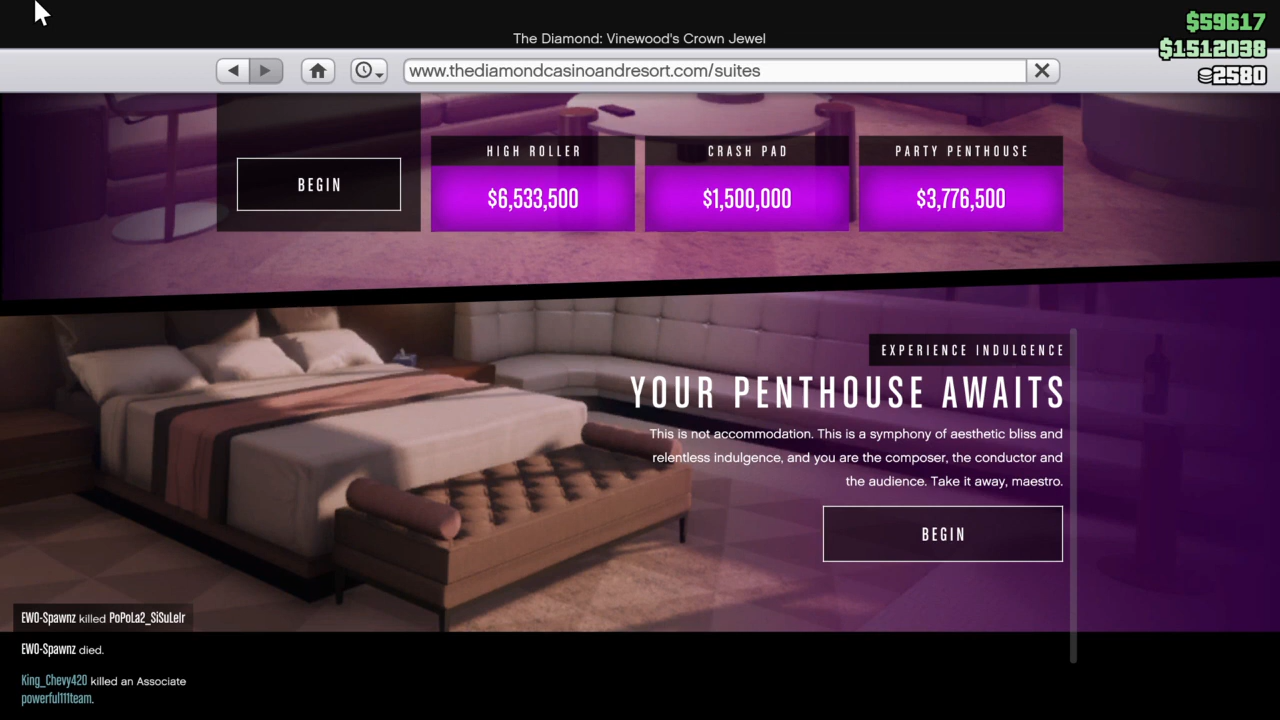 The Diamond: Vinewood's Crown Jewel
$59617
$1512038
2580
www.thediamondcasinoandresort.com/suites
BEGIN
HIGH ROLLER
$6,533,500
CRASH PAD
$1,500,000
PARTY PENTHOUSE
$3,776,500
EXPERIENCE INDULGENCE
YOUR PENTHOUSE AWAITS
This is not accommodation. This is a symphony of aesthetic bliss and
relentless indulgence, and you are the composer, the conductor and
the audience. Take it away, maestro.
BEGIN
EWO-Spawnz killed PoPoLa2_SiSuLeIr
EWO-Spawnz died.
King_Chevy420 killed an Associate
powerful111team.